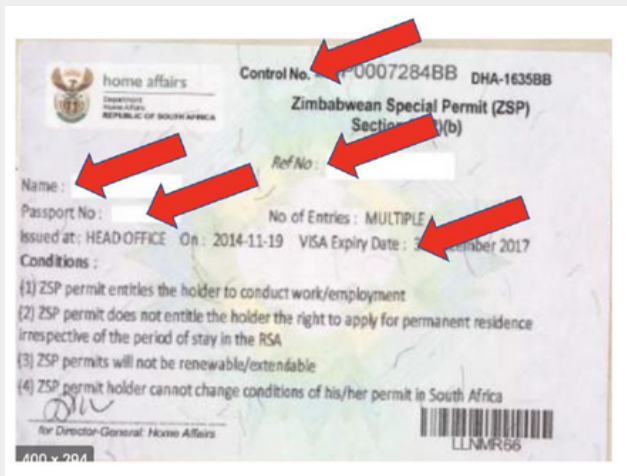 home affairs
Department:
Home Affairs
REPUBLIC OF SOUTH AFRICA
Control No. P0007284BB DHA-1635BB
Zimbabwean Special Permit (ZSP)
Section (b)
Ref No :
Name :
Passport No :
No of Entries : MULTIPLE
Issued at : HEAD OFFICE On : 2014-11-19 VISA Expiry Date : 3 ember 2017
Conditions :
(1) ZSP permit entitles the holder to conduct work/employment
(2) ZSP permit does not entitle the holder the right to apply for permanent residence
irrespective of the period of stay in the RSA
(3) ZSP permits will not be renewable/extendable
(4) ZSP permit holder cannot change conditions of his/her permit in South Africa
for Director-General: Home Affairs
LLNMR66
400 x 294